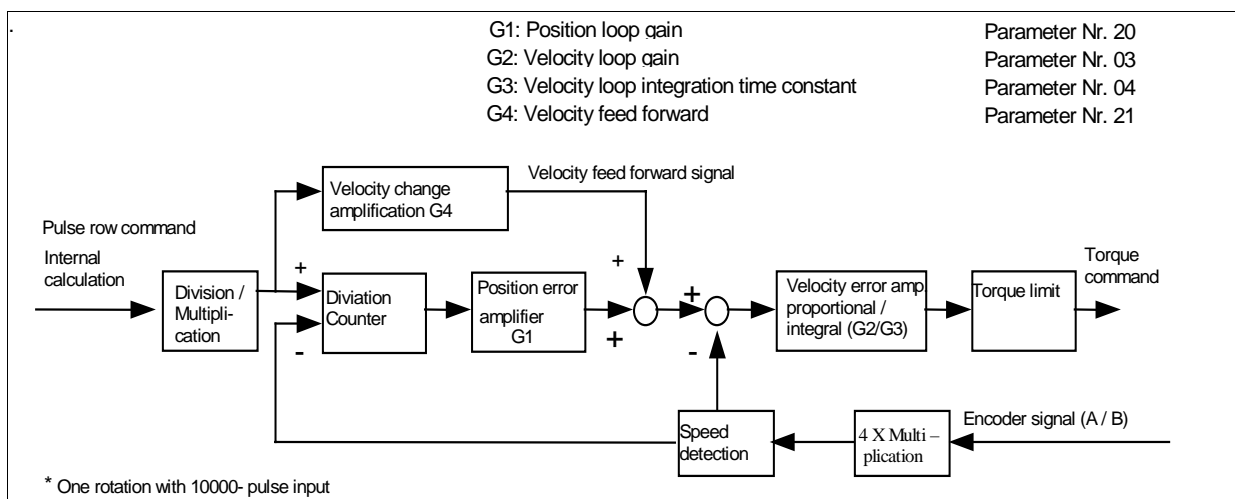 G1: Position loop gain Parameter Nr. 20
G2: Velocity loop gain Parameter Nr. 03
G3: Velocity loop integration time constant Parameter Nr. 04
G4: Velocity feed forward Parameter Nr. 21
Velocity change
amplification G4
Velocity feed forward signal
Pulse row command
Internal
calculation
Division /
Multipli-
cation
+
-
Diviation
Counter
Position error
amplifier
G1
+
+
+
-
Velocity error amp.
proportional /
integral (G2/G3)
Torque limit
Torque
command
Speed
detection
4 X Multi –
plication
Encoder signal (A / B)
* One rotation with 10000- pulse input